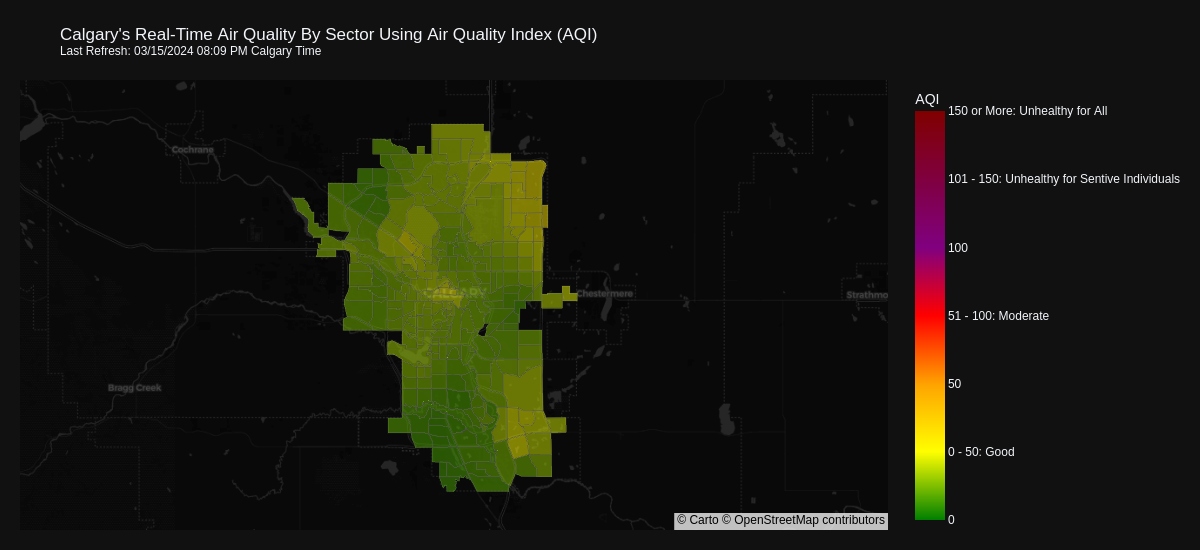 Calgary's Real-Time Air Quality By Sector Using Air Quality Index (AQI)
Last Refresh: 03/15/2024 08:09 PM Calgary Time
AQI
150 or More: Unhealthy for All
Cochrane
101 - 150: Unhealthy for Sentive Individuals
100
CALGARY
Chestermere
Strathmo
51 - 100: Moderate
50
Bragg Creek
0 - 50: Good
0
© Carto © OpenStreetMap contributors